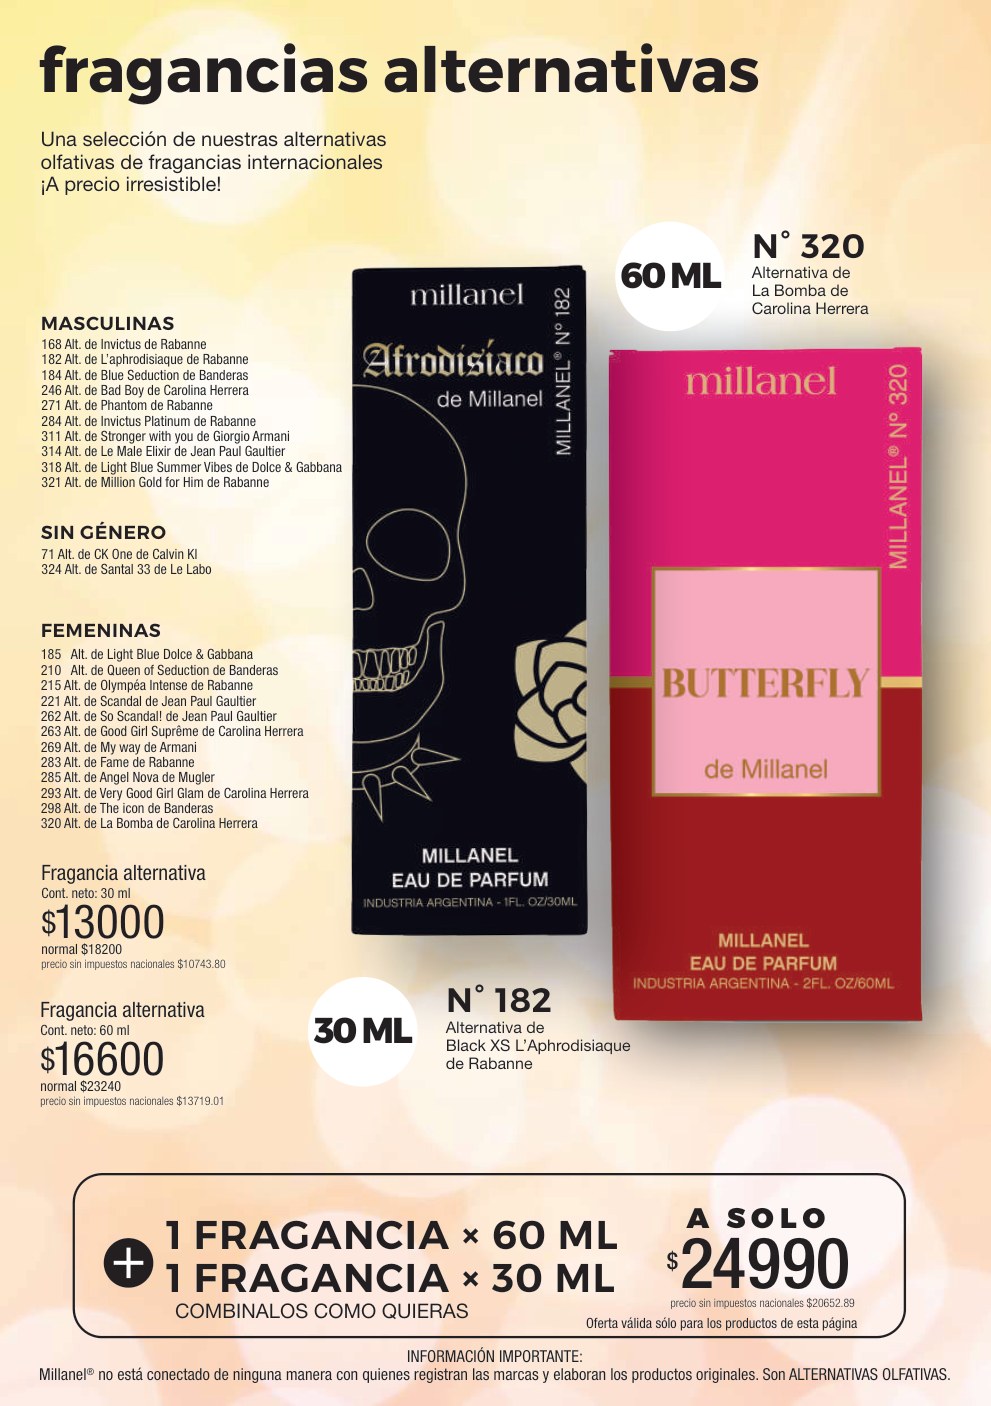 fragancias alternativas
Una selección de nuestras alternativas
olfativas de fragancias internacionales
¡A precio irresistible!
60 ML
N° 320
Alternativa de
La Bomba de
Carolina Herrera
MASCULINAS
168 Alt. de Invictus de Rabanne
182 Alt. de L'aphrodisiaque de Rabanne
184 Alt. de Blue Seduction de Banderas
246 Alt. de Bad Boy de Carolina Herrera
271 Alt. de Phantom de Rabanne
284 Alt. de Invictus Platinum de Rabanne
311 Alt. de Stronger with you de Giorgio Armani
314 Alt. de Le Male Elixir de Jean Paul Gaultier
318 Alt. de Light Blue Summer Vibes de Dolce & Gabbana
321 Alt. de Million Gold for Him de Rabanne
SIN GÉNERO
71 Alt. de CK One de Calvin Kl
324 Alt. de Santal 33 de Le Labo
FEMENINAS
185 Alt. de Light Blue Dolce & Gabbana
210 Alt. de Queen of Seduction de Banderas
215 Alt. de Olympéa Intense de Rabanne
221 Alt. de Scandal de Jean Paul Gaultier
262 Alt. de So Scandal! de Jean Paul Gaultier
263 Alt. de Good Girl Suprême de Carolina Herrera
269 Alt. de My way de Armani
283 Alt. de Fame de Rabanne
285 Alt. de Angel Nova de Mugler
293 Alt. de Very Good Girl Glam de Carolina Herrera
298 Alt. de The icon de Banderas
320 Alt. de La Bomba de Carolina Herrera
Fragancia alternativa
Cont. neto: 30 ml
$13000
normal $18200
precio sin impuestos nacionales $10743.80
Fragancia alternativa
Cont. neto: 60 ml
$16600
normal $23240
precio sin impuestos nacionales $13719.01
millanel
Afrodisíaco
de Millanel
MILLANEL® Nº 182
MILLANEL
EAU DE PARFUM
INDUSTRIA ARGENTINA - 1FL. OZ/30ML
millanel
MILLANEL® Nº 320
BUTTERFLY
de Millanel
MILLANEL
EAU DE PARFUM
INDUSTRIA ARGENTINA - 2FL. OZ/60ML
30 ML
N° 182
Alternativa de
Black XS L'Aphrodisiaque
de Rabanne
+
1 FRAGANCIA × 60 ML
1 FRAGANCIA × 30 ML
COMBINALOS COMO QUIERAS
A SOLO
$24990
precio sin impuestos nacionales $20652.89
Oferta válida sólo para los productos de esta página
INFORMACIÓN IMPORTANTE:
Millanel® no está conectado de ninguna manera con quienes registran las marcas y elaboran los productos originales. Son ALTERNATIVAS OLFATIVAS.